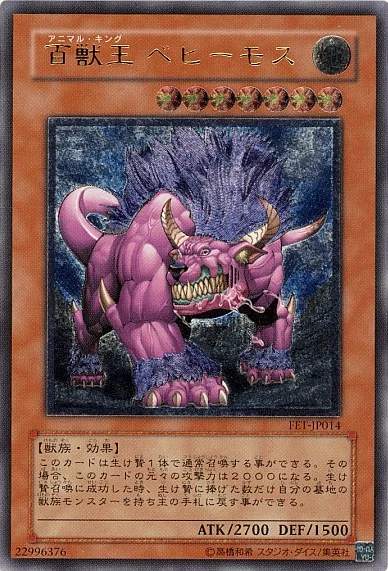 アニマル・キング
百獣王 ベヒーモス
FET-JP014
【獣族・効果】
このカードは生け贄1体で通常召喚する事ができる。その
場合、このカードの元々の攻撃力は2000になる。生け
贄召喚に成功した時、生け贄に捧げた数だけ自分の墓地の
獣族モンスターを持ち主の手札に戻す事ができる。
ATK/2700 DEF/1500
22996376
©高橋和希 スタジオ・ダイス/集英社